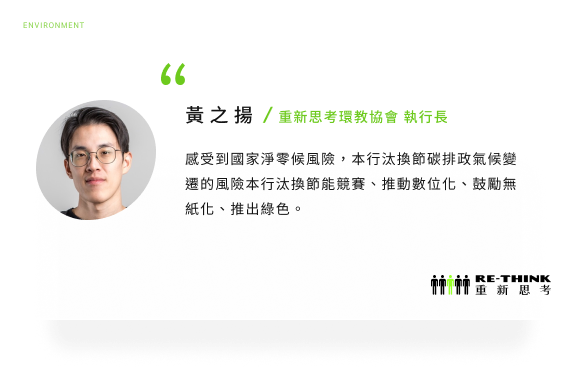 ENVIRONMENT
“
黃之揚 / 重新思考環教協會 執行長
感受到國家淨零候風險，本行汰換節碳排政氣候變
遷的風險本行汰換節能競賽、推動數位化、鼓勵無
紙化、推出綠色。
RE-THINK
重新思考